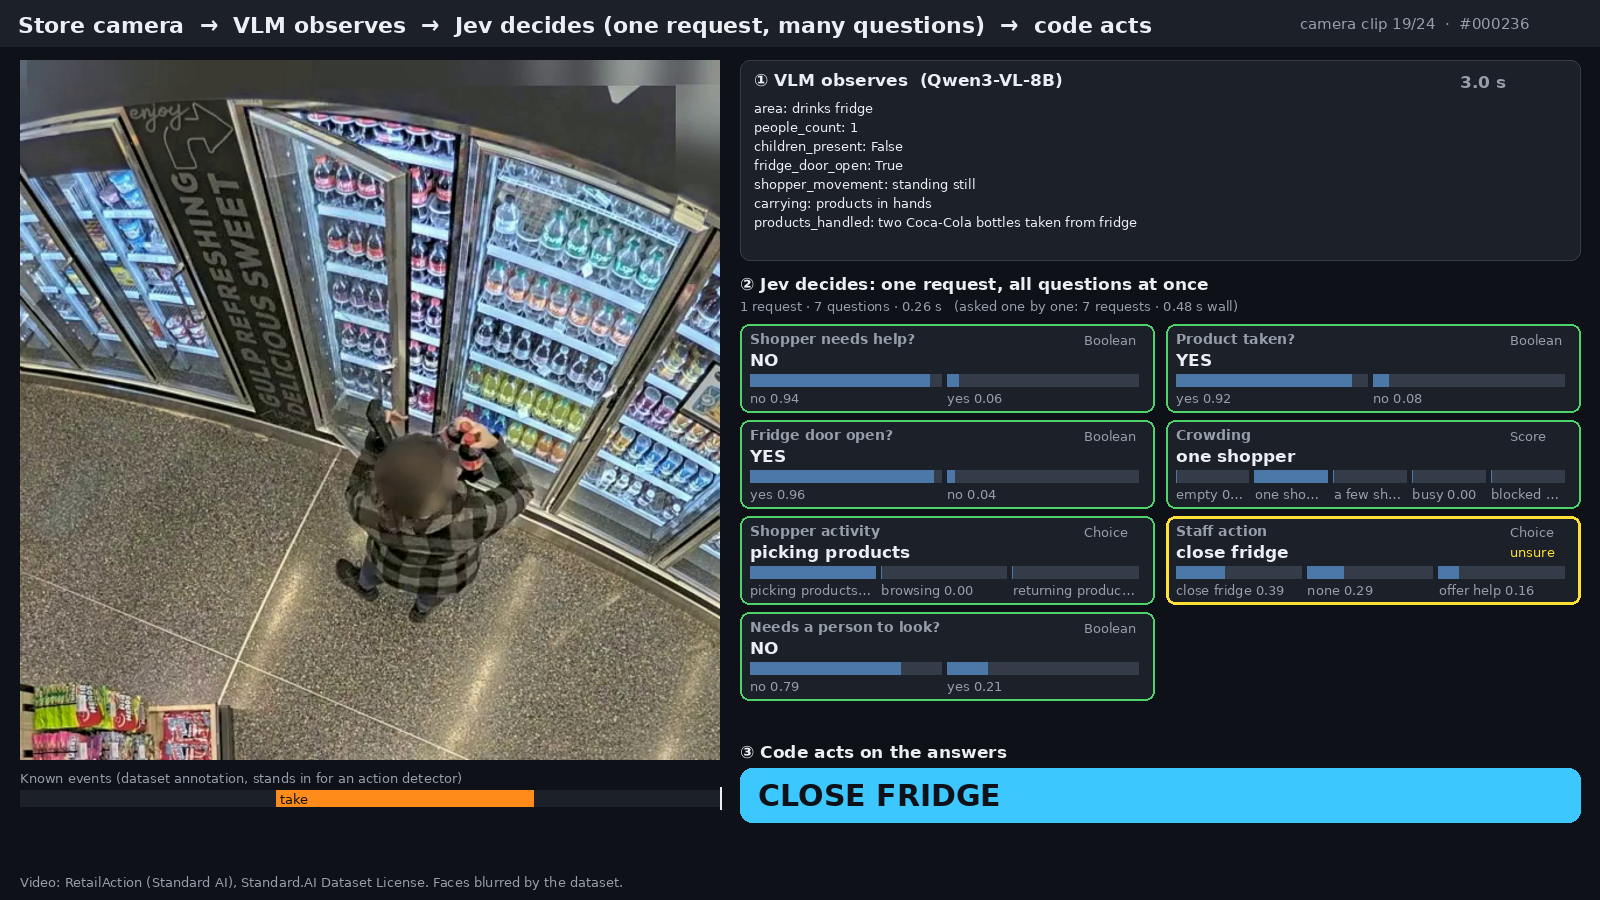 Store camera → VLM observes → Jev decides (one request, many questions) → code acts
camera clip 19/24 · #000236
enjoy
REFRESHING
GULP
DELICIOUS SWEET
① VLM observes (Qwen3-VL-8B)
3.0 s
area: drinks fridge
people_count: 1
children_present: False
fridge_door_open: True
shopper_movement: standing still
carrying: products in hands
products_handled: two Coca-Cola bottles taken from fridge
② Jev decides: one request, all questions at once
1 request · 7 questions · 0.26 s (asked one by one: 7 requests · 0.48 s wall)
Shopper needs help?
Boolean
NO
no 0.94
yes 0.06
Product taken?
Boolean
YES
yes 0.92
no 0.08
Fridge door open?
Boolean
YES
yes 0.96
no 0.04
Crowding
Score
one shopper
empty 0...
one sho...
a few sh...
busy 0.00
blocked ...
Shopper activity
Choice
picking products
picking products...
browsing 0.00
returning produc...
Staff action
Choice
close fridge
unsure
close fridge 0.39
none 0.29
offer help 0.16
Needs a person to look?
Boolean
NO
no 0.79
yes 0.21
③ Code acts on the answers
CLOSE FRIDGE
Known events (dataset annotation, stands in for an action detector)
take
Video: RetailAction (Standard AI), Standard.AI Dataset License. Faces blurred by the dataset.